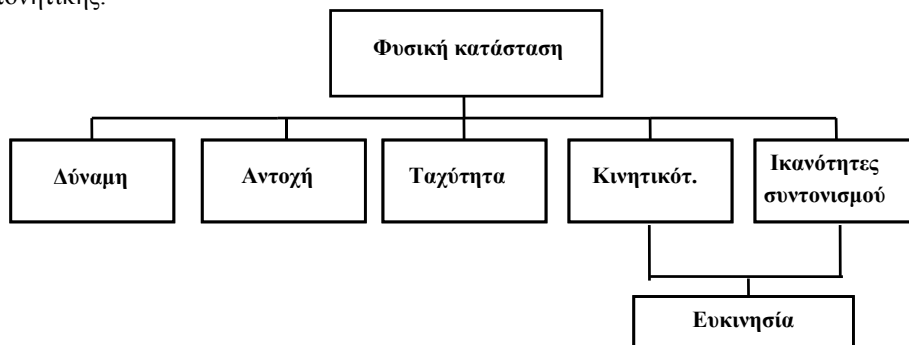 Φυσική κατάσταση
Δύναμη
Αντοχή
Ταχύτητα
Κινητικότ.
Ικανότητες
συντονισμού
Ευκινησία